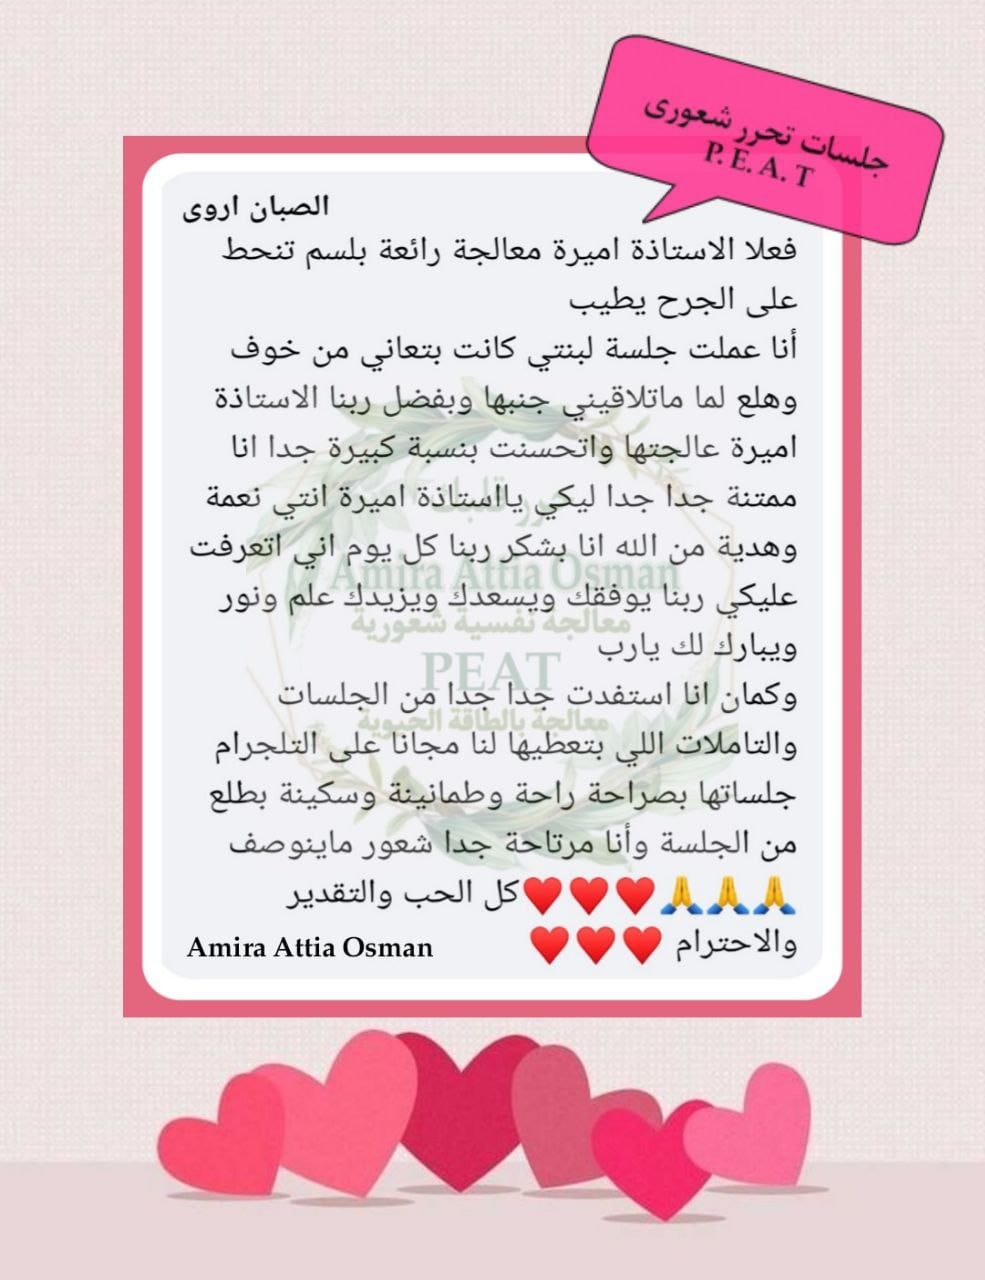 جلسات تحرر شعورى
P. E. A. T
الصبان اروى
فعلا الاستاذة اميرة معالجة رائعة بلسم تنحط
على الجرح يطيب
أنا عملت جلسة لبنتي كانت بتعاني من خوف
وهلع لما ماتلاقيني جنبها وبفضل ربنا الاستاذة
اميرة عالجتها واتحسنت بنسبة كبيرة جدا انا
ممتنة جدا جدا ليكي يااستاذة اميرة انتي نعمة
وهدية من الله انا بشكر ربنا كل يوم اني اتعرفت
عليكي ربنا يوفقك ويسعدك ويزيدك علم ونور
ويبارك لك يارب
وكمان انا استفدت جدا جدا من الجلسات
والتاملات اللي بتعطيها لنا مجانا على التلجرام
جلساتها بصراحة راحة وطمانينة وسكينة بطلع
من الجلسة وأنا مرتاحة جدا شعور ماينوصف
🙏🙏🙏❤️❤️❤️كل الحب والتقدير
والاحترام ❤️❤️❤️
Amira Attia Osman
حرر قلبك
Amira Attia Osman
معالجة نفسية شعورية
PEAT
معالجة بالطاقة الحيوية